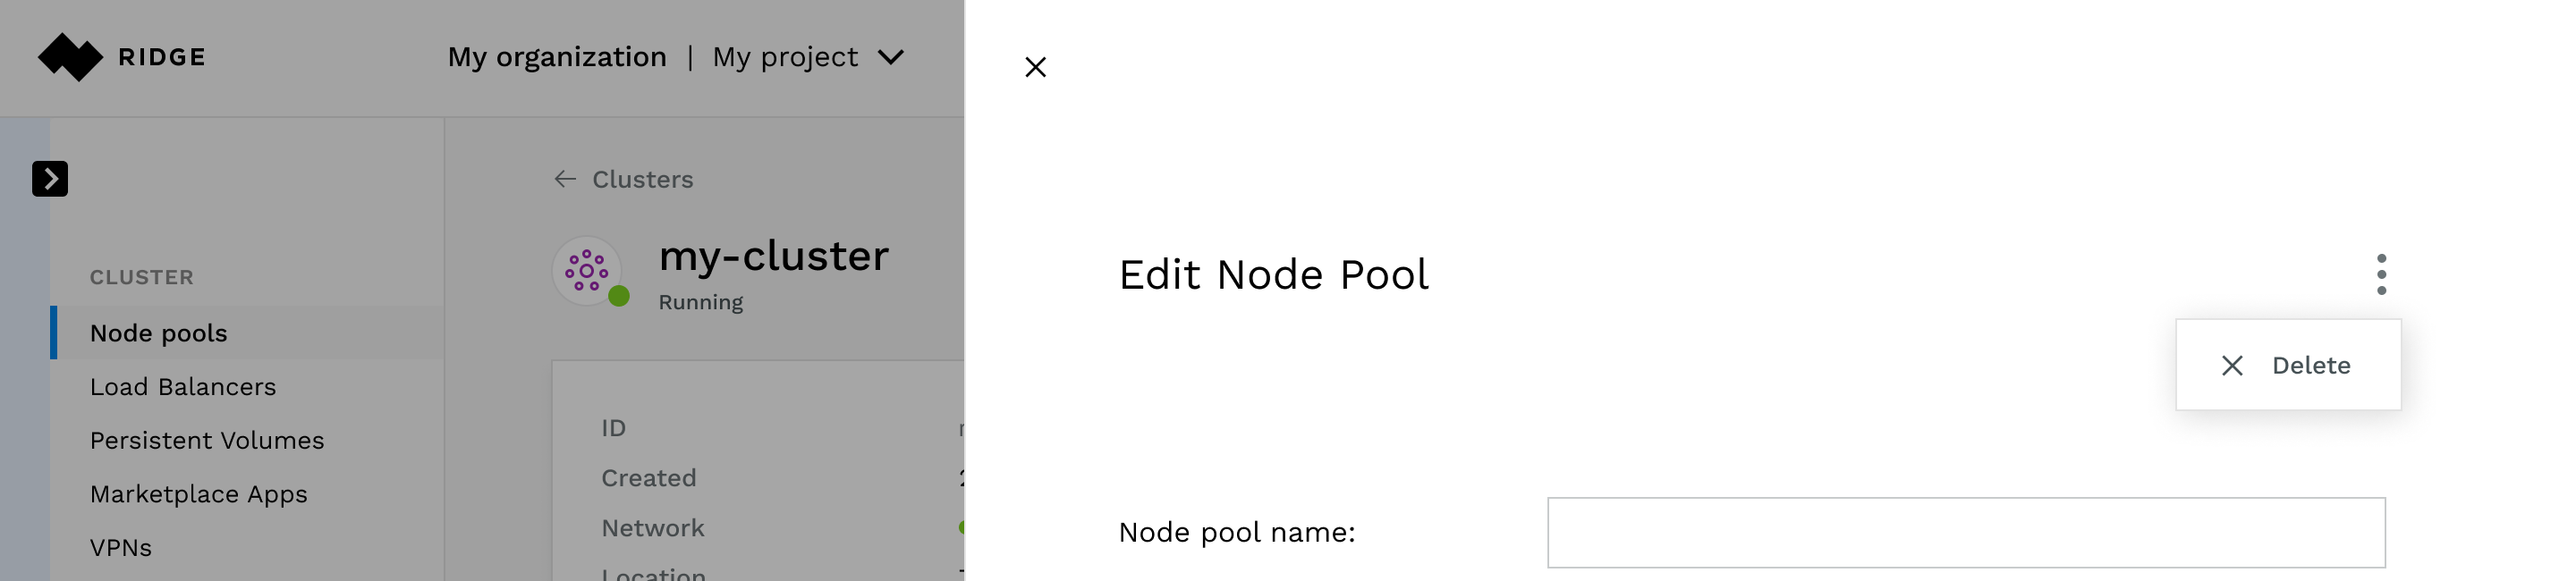 RIDGE
My organization | My project
Clusters
my-cluster
Running
CLUSTER
Node pools
Load Balancers
Persistent Volumes
Marketplace Apps
VPNs
ID
Created
Network
Location
Edit Node Pool
Delete
Node pool name: